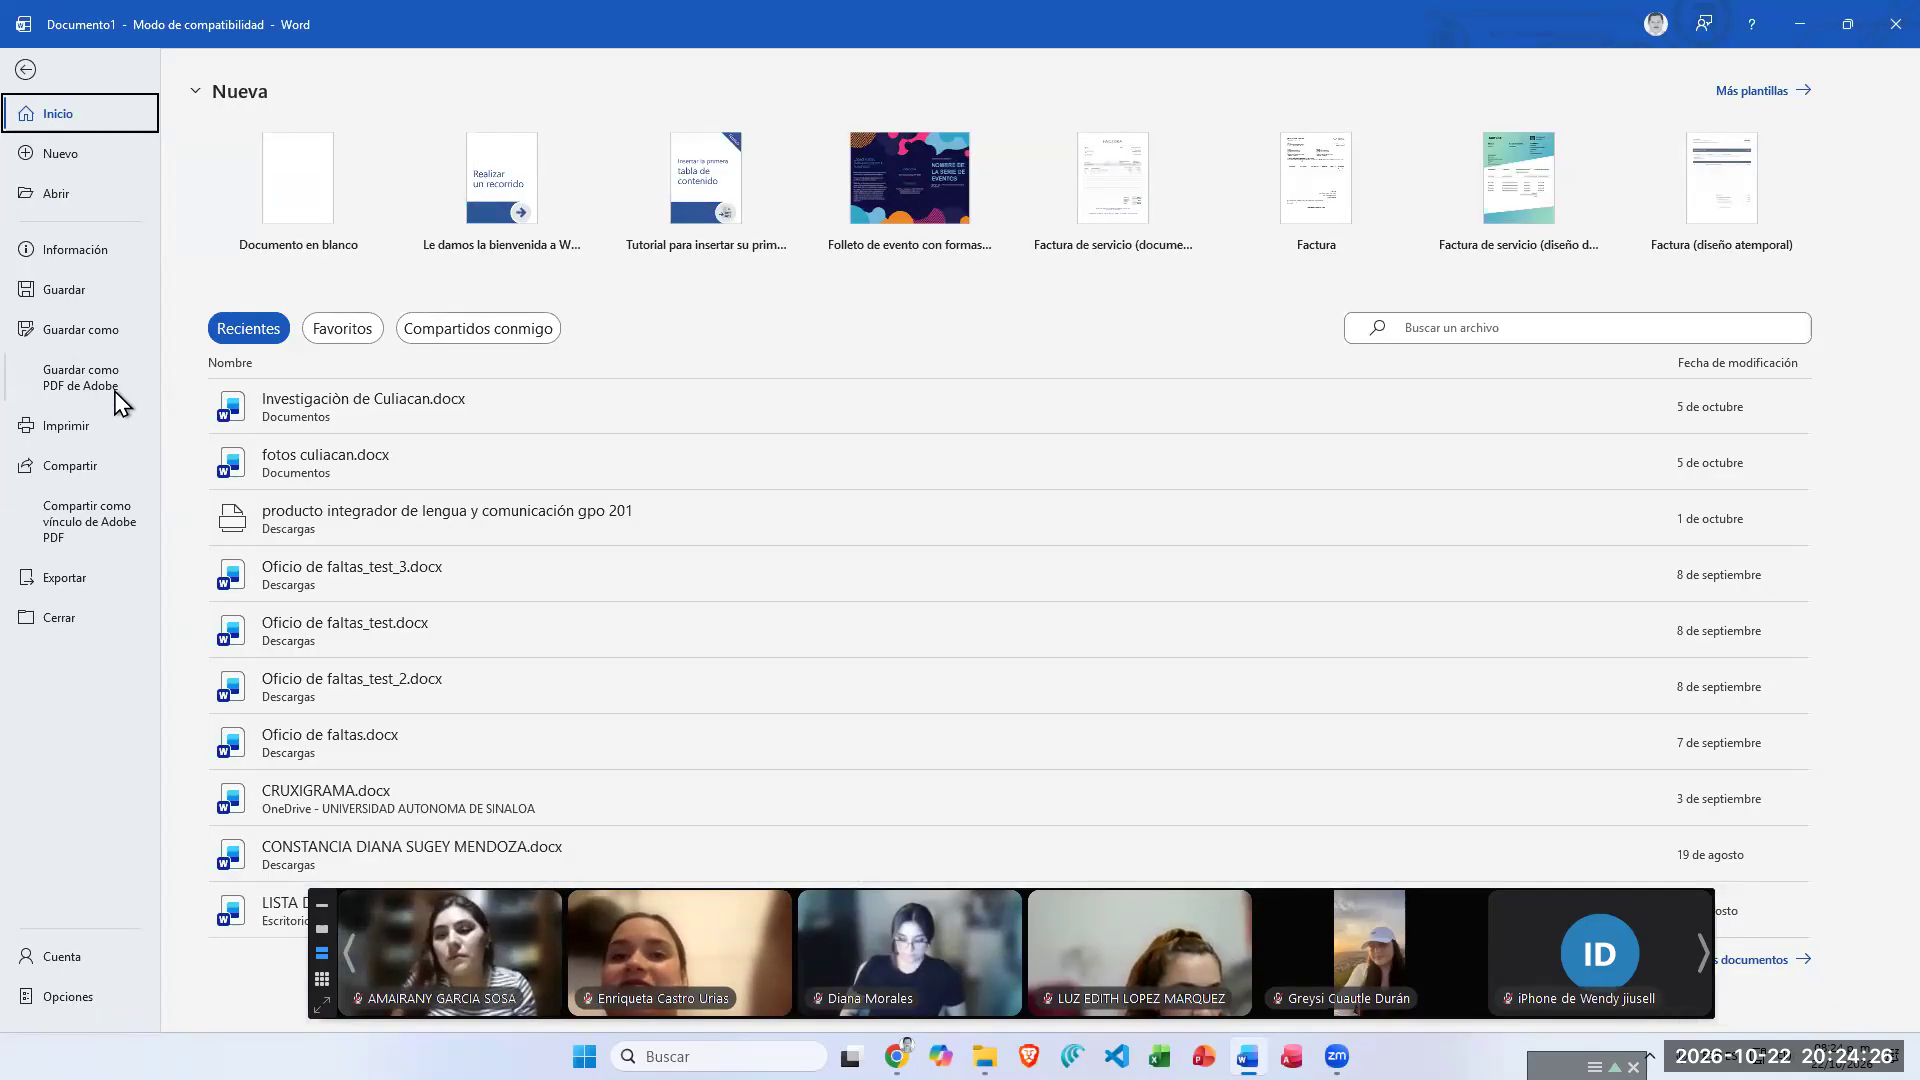 Documento1 - Modo de compatibilidad - Word
Inicio
Nuevo
Abrir
Información
Guardar
Guardar como
Guardar como
PDF de Adobe
Imprimir
Compartir
Compartir como
vínculo de Adobe
PDF
Exportar
Cerrar
Cuenta
Opciones
Nueva
Más plantillas
Realizar
un recorrido
Insertar la primera
tabla de
contenido
NOMBRE DE
LA SERIE DE
EVENTOS
FACTURA
Documento en blanco
Le damos la bienvenida a W...
Tutorial para insertar su prim...
Folleto de evento con formas...
Factura de servicio (docume...
Factura
Factura de servicio (diseño d...
Factura (diseño atemporal)
Recientes
Favoritos
Compartidos conmigo
Buscar un archivo
Nombre
Fecha de modificación
Investigaciòn de Culiacan.docx
Documentos
5 de octubre
fotos culiacan.docx
Documentos
5 de octubre
producto integrador de lengua y comunicación gpo 201
Descargas
1 de octubre
Oficio de faltas_test_3.docx
Descargas
8 de septiembre
Oficio de faltas_test.docx
Descargas
8 de septiembre
Oficio de faltas_test_2.docx
Descargas
8 de septiembre
Oficio de faltas.docx
Descargas
7 de septiembre
CRUXIGRAMA.docx
OneDrive - UNIVERSIDAD AUTONOMA DE SINALOA
3 de septiembre
CONSTANCIA DIANA SUGEY MENDOZA.docx
Descargas
19 de agosto
LISTA
documentos
AMAIRANY GARCIA SOSA
Enriqueta Castro Urias
Diana Morales
LUZ EDITH LOPEZ MARQUEZ
Greysi Cuautle Durán
ID
iPhone de Wendy jiusell
Buscar
zm
2026-10-22 20:24:26